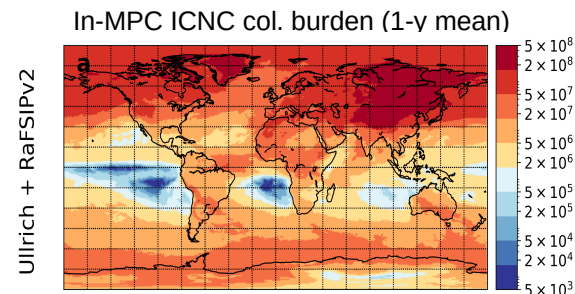 In-MPC ICNC col. burden (1-y mean)
Ullrich + RaFSIPv2
a
5 × 10⁸
2 × 10⁸
5 × 10⁷
2 × 10⁷
5 × 10⁶
2 × 10⁶
5 × 10⁵
2 × 10⁵
5 × 10⁴
2 × 10⁴
5 × 10³